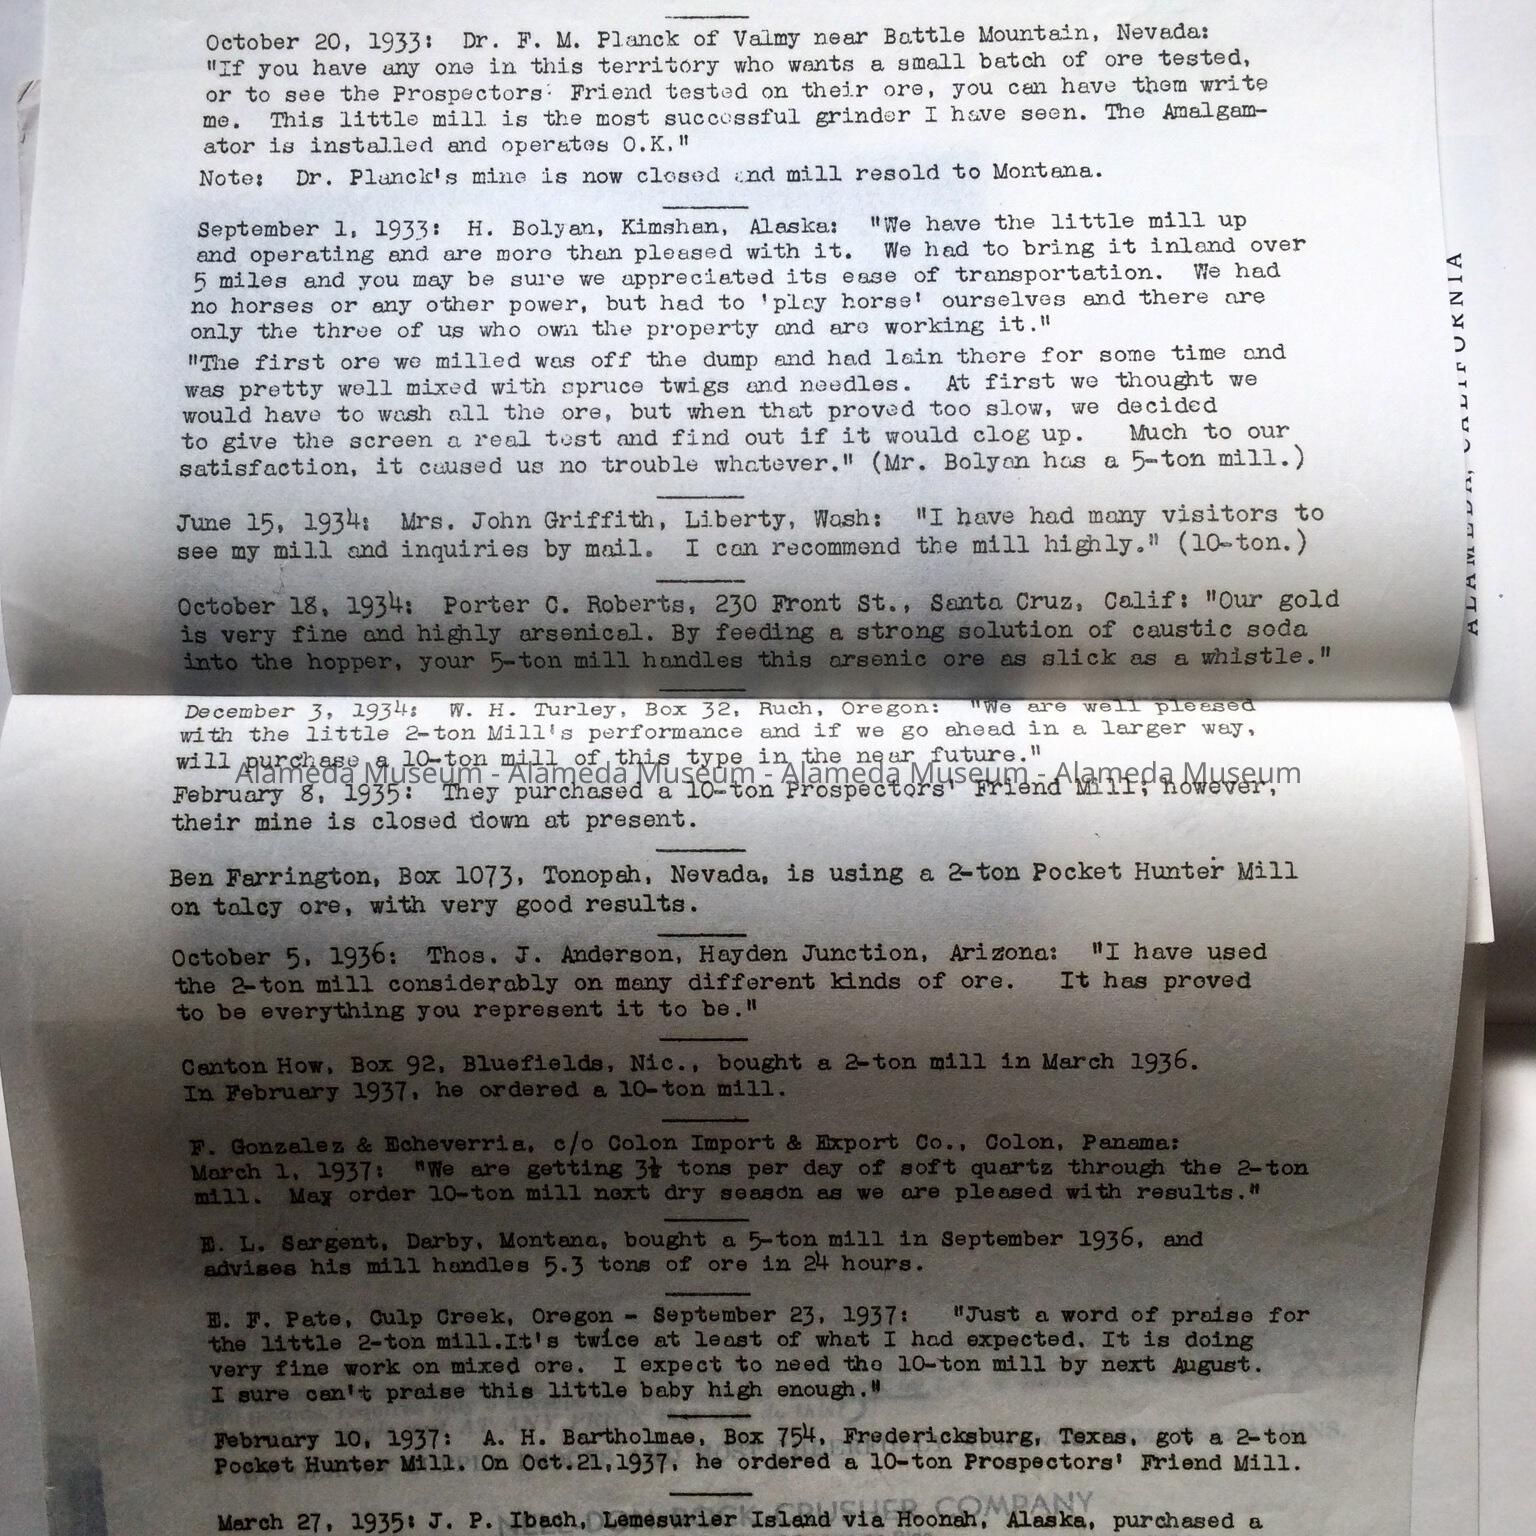 October 20, 1933:  Dr. F. M. Planck of Valmy near Battle Mountain, Nevada:
"If you have any one in this territory who wants a small batch of ore tested,
or to see the Prospectors' Friend tested on their ore, you can have them write
me.  This little mill is the most successful grinder I have seen. The Amalgam-
ator is installed and operates O.K."
Note:  Dr. Planck's mine is now closed and mill resold to Montana.
September 1, 1933:  H. Bolyan, Kimshan, Alaska:  "We have the little mill up
and operating and are more than pleased with it.  We had to bring it inland over
5 miles and you may be sure we appreciated its ease of transportation.  We had
no horses or any other power, but had to 'play horse' ourselves and there are
only the three of us who own the property and are working it."
"The first ore we milled was off the dump and had lain there for some time and
was pretty well mixed with spruce twigs and needles.  At first we thought we
would have to wash all the ore, but when that proved too slow, we decided
to give the screen a real test and find out if it would clog up.  Much to our
satisfaction, it caused us no trouble whatever." (Mr. Bolyan has a 5-ton mill.)
June 15, 1934:  Mrs. John Griffith, Liberty, Wash:  "I have had many visitors to
see my mill and inquiries by mail.  I can recommend the mill highly." (10-ton.)
October 18, 1934:  Porter C. Roberts, 230 Front St., Santa Cruz, Calif: "Our gold
is very fine and highly arsenical. By feeding a strong solution of caustic soda
into the hopper, your 5-ton mill handles this arsenic ore as slick as a whistle."
December 3, 1934:  W. H. Turley, Box 32, Ruch, Oregon:  "We are well pleased
with the little 2-ton Mill's performance and if we go ahead in a larger way,
will purchase a 10-ton mill of this type in the near future."
Alameda Museum - Alameda Museum - Alameda Museum - Alameda Museum
February 8, 1935:  They purchased a 10-ton Prospectors' Friend Mill; however,
their mine is closed down at present.
Ben Farrington, Box 1073, Tonopah, Nevada, is using a 2-ton Pocket Hunter Mill
on talcy ore, with very good results.
October 5, 1936:  Thos. J. Anderson, Hayden Junction, Arizona:  "I have used
the 2-ton mill considerably on many different kinds of ore.  It has proved
to be everything you represent it to be."
Canton How, Box 92, Bluefields, Nic., bought a 2-ton mill in March 1936.
In February 1937, he ordered a 10-ton mill.
F. Gonzalez & Echeverria, c/o Colon Import & Export Co., Colon, Panama:
March 1, 1937:  "We are getting 3½ tons per day of soft quartz through the 2-ton
mill.  May order 10-ton mill next dry season as we are pleased with results."
E. L. Sargent, Darby, Montana, bought a 5-ton mill in September 1936, and
advises his mill handles 5.3 tons of ore in 24 hours.
E. F. Pate, Culp Creek, Oregon - September 23, 1937:  "Just a word of praise for
the little 2-ton mill.It's twice at least of what I had expected. It is doing
very fine work on mixed ore.  I expect to need the 10-ton mill by next August.
I sure can't praise this little baby high enough."
February 10, 1937:  A. H. Bartholmae, Box 754, Fredericksburg, Texas, got a 2-ton
Pocket Hunter Mill. On Oct.21,1937, he ordered a 10-ton Prospectors' Friend Mill.
March 27, 1935: J. P. Ibach, Lemesurier Island via Hoonah, Alaska, purchased a
ROCK CRUSHER COMPANY
ALAMEDA, CALIFORNIA